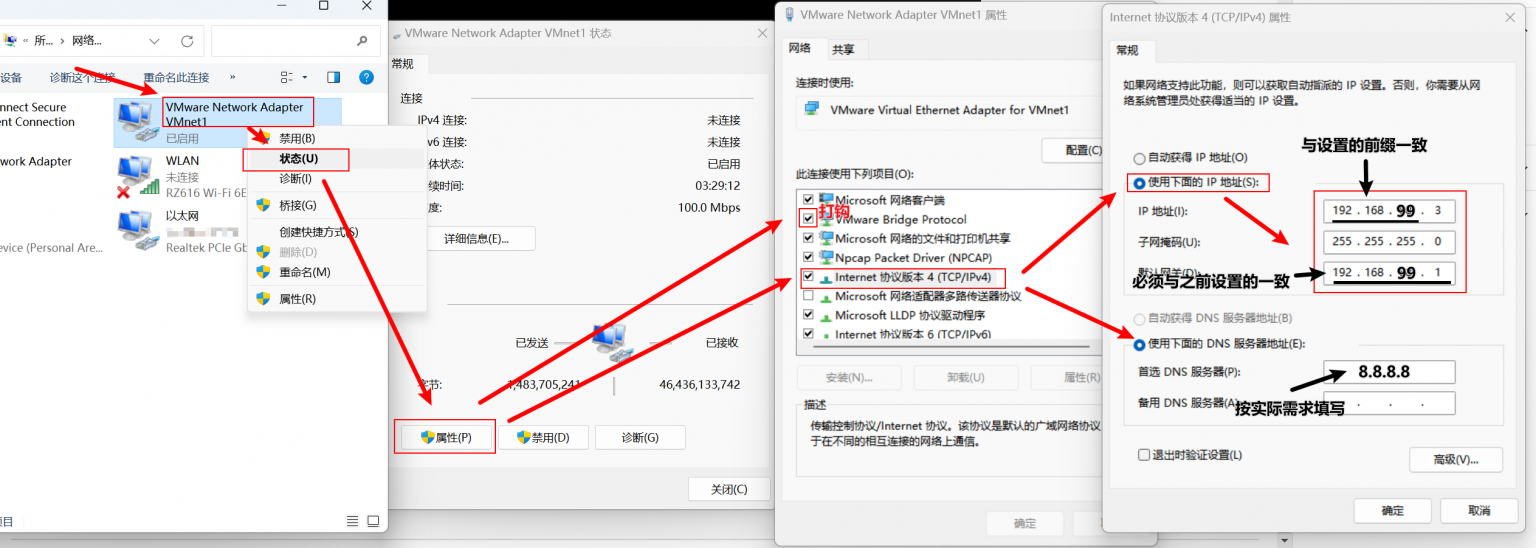 所... › 网络...
设备
诊断这个连接
重命名此连接
»
nnect Secure
ent Connection
VMware Network Adapter
VMnet1
已启用
work Adapter
WLAN
未连接
RZ616 Wi-Fi 6E
以太网
evice (Personal Are...
Realtek PCIe Gb
禁用(B)
状态(U)
诊断(I)
桥接(G)
创建快捷方式(S)
删除(D)
重命名(M)
属性(R)
项目
VMware Network Adapter VMnet1 状态
常规
连接
IPv4 连接:
未连接
v6 连接:
未连接
体状态:
已启用
续时间:
03:29:12
度:
100.0 Mbps
详细信息(E)...
已发送
已接收
字节:
1,483,705,241
46,436,133,742
属性(P)
禁用(D)
诊断(G)
关闭(C)
VMware Network Adapter VMnet1 属性
网络
共享
连接时使用:
VMware Virtual Ethernet Adapter for VMnet1
配置(C)
此连接使用下列项目(O):
Microsoft 网络客户端
打钩
VMware Bridge Protocol
Microsoft 网络的文件和打印机共享
Npcap Packet Driver (NPCAP)
Internet 协议版本 4 (TCP/IPv4)
Microsoft 网络适配器多路传送器协议
Microsoft LLDP 协议驱动程序
Internet 协议版本 6 (TCP/IPv6)
安装(N)...
卸载(U)
属性(R)
描述
传输控制协议/Internet 协议。该协议是默认的广域网络协议
于在不同的相互连接的网络上通信。
确定
Internet 协议版本 4 (TCP/IPv4) 属性
常规
如果网络支持此功能，则可以获取自动指派的 IP 设置。否则，你需要从网
络系统管理员处获得适当的 IP 设置。
与设置的前缀一致
自动获得 IP 地址(O)
使用下面的 IP 地址(S):
IP 地址(I):
192 . 168 . 99 . 3
子网掩码(U):
255 . 255 . 255 . 0
默认网关(D):
192 . 168 . 99 . 1
必须与之前设置的一致
自动获得 DNS 服务器地址(B)
使用下面的 DNS 服务器地址(E):
首选 DNS 服务器(P):
8.8.8.8
备用 DNS 服务器(A)
. . .
按实际需求填写
退出时验证设置(L)
高级(V)...
确定
取消